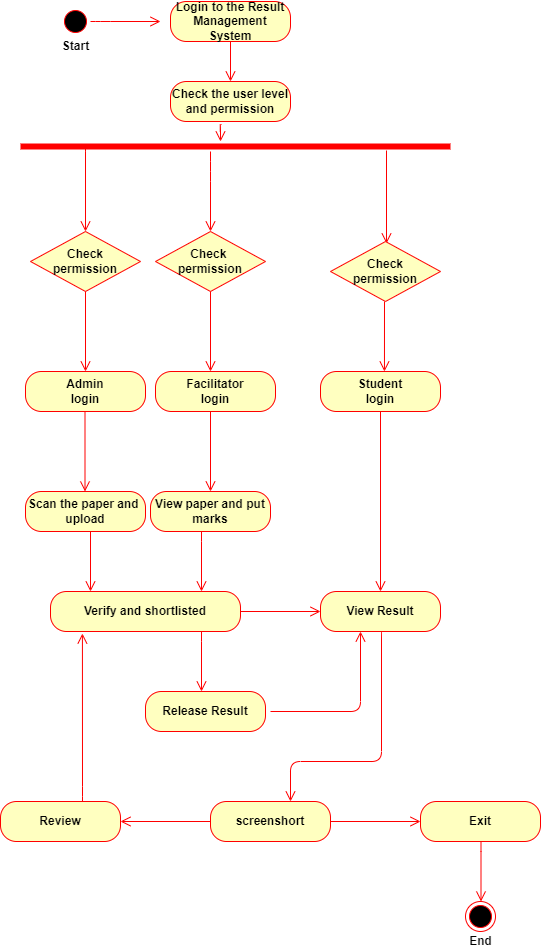 Login to the Result
Management
System
Start
Check the user level
and permission
Check
permission
Check
permission
Check
permission
Admin
login
Facilitator
login
Student
login
Scan the paper and
upload
View paper and put
marks
Verify and shortlisted
View Result
Release Result
Review
screenshort
Exit
End